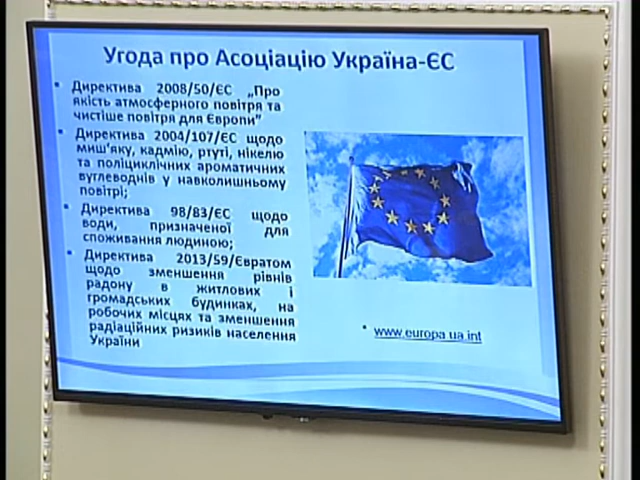 Угода про Асоціацію Україна-ЄС
• Директива 2008/50/ЄС „Про
якість атмосферного повітря та
чистіше повітря для Європи”
• Директива 2004/107/ЄС щодо
миш'яку, кадмію, ртуті, нікелю
та поліциклічних ароматичних
вуглеводнів у навколишньому
повітрі;
• Директива 98/83/ЄС щодо
води, призначеної для
споживання людиною;
• Директива 2013/59/Євратом
щодо зменшення рівнів
радону в житлових і
громадських будинках, на
робочих місцях та зменшення
радіаційних ризиків населення
України
• www.europa.ua.int